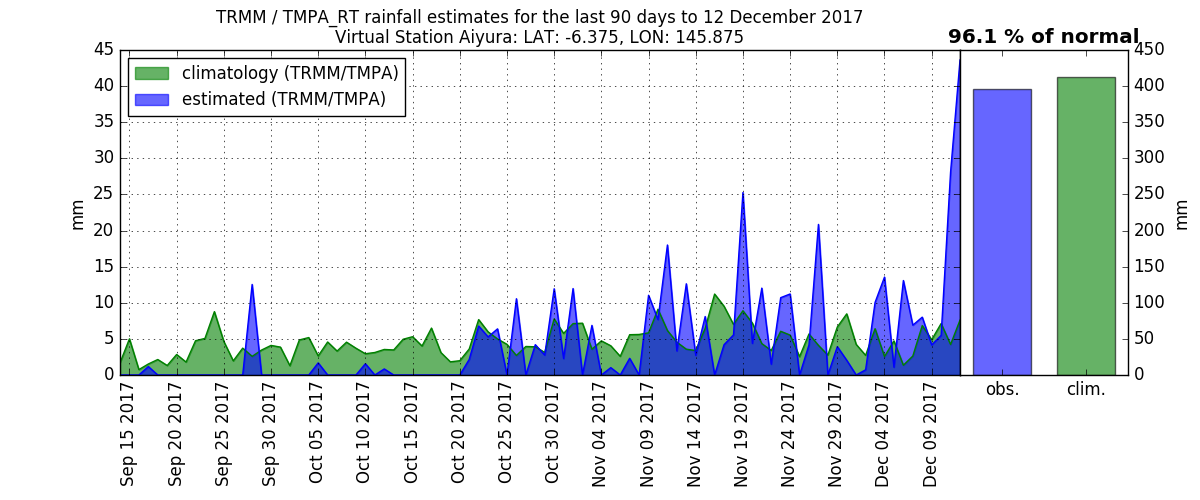 TRMM / TMPA_RT rainfall estimates for the last 90 days to 12 December 2017
Virtual Station Aiyura: LAT: -6.375, LON: 145.875
96.1 % of normal
climatology (TRMM/TMPA)
estimated (TRMM/TMPA)
mm
45
40
35
30
25
20
15
10
5
0
Sep 15 2017
Sep 20 2017
Sep 25 2017
Sep 30 2017
Oct 05 2017
Oct 10 2017
Oct 15 2017
Oct 20 2017
Oct 25 2017
Oct 30 2017
Nov 04 2017
Nov 09 2017
Nov 14 2017
Nov 19 2017
Nov 24 2017
Nov 29 2017
Dec 04 2017
Dec 09 2017
obs.
clim.
450
400
350
300
250
200
150
100
50
0
mm